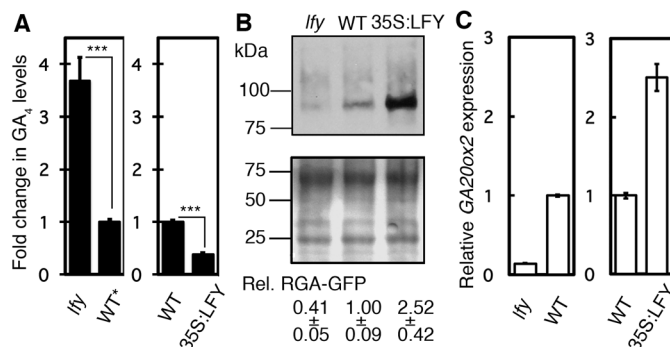 A
Fold change in GA4 levels
4
3
2
1
0
***
lfy
WT*
4
3
2
1
0
***
WT
35S:LFY
B
lfy WT 35S:LFY
kDa
100
75
75
50
25
Rel. RGA-GFP
0.41 1.00 2.52
± ± ±
0.05 0.09 0.42
C
Relative GA20ox2 expression
3
2
1
0
lfy
WT
3
2
1
0
WT
35S:LFY